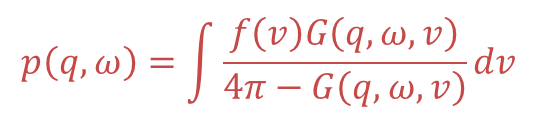 p(q, ω) = ∫ f(v)G(q, ω, v) / 4π − G(q, ω, v) dv